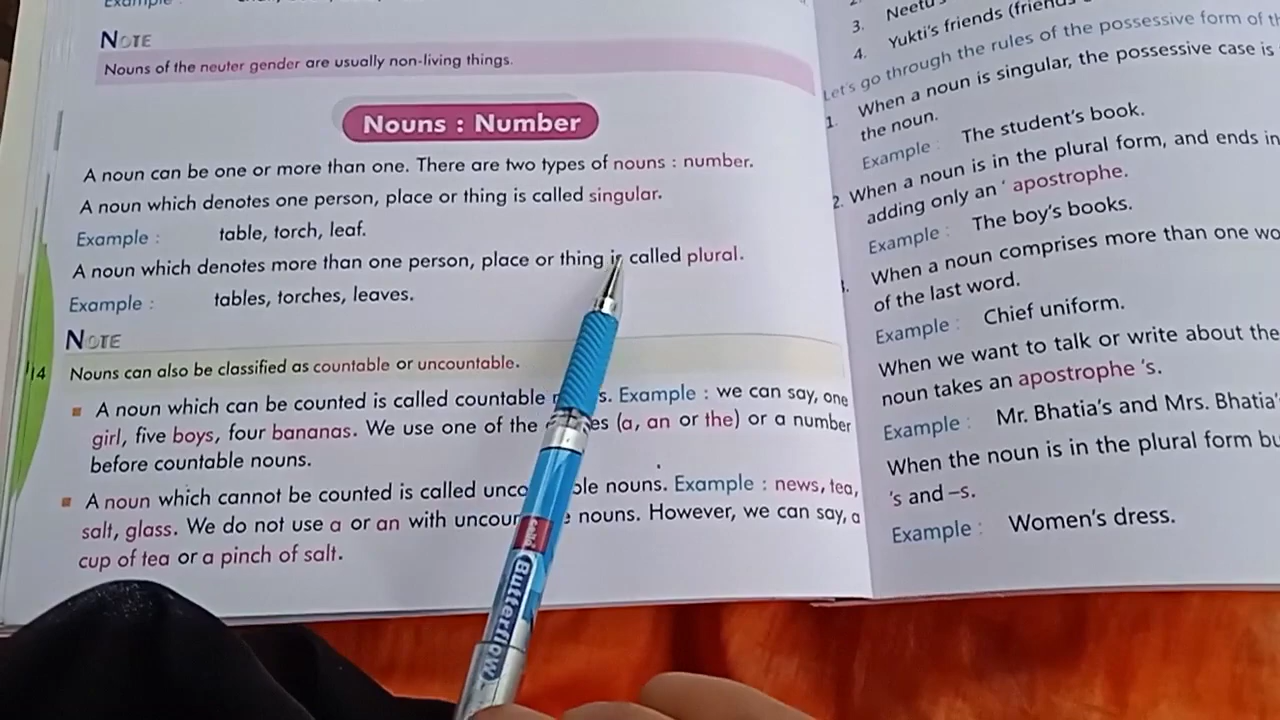 Example :
NOTE
Nouns of the neuter gender are usually non-living things.
Nouns : Number
A noun can be one or more than one. There are two types of nouns : number.
A noun which denotes one person, place or thing is called singular.
Example : table, torch, leaf.
A noun which denotes more than one person, place or thing is called plural.
Example : tables, torches, leaves.
NOTE
Nouns can also be classified as countable or uncountable.
A noun which can be counted is called countable Example : we can say, one
girl, five boys, four bananas. We use one of the (a, an or the) or a number
before countable nouns.
A noun which cannot be counted is called nouns. Example : news, tea,
salt, glass. We do not use a or an with nouns. However, we can say, a
cup of tea or a pinch of salt.
114
3.
4. Yukti's friends
Let's go through the rules of the possessive form of
1. When a noun is singular, the possessive case is
the noun.
Example : The student's book.
2. When a noun is in the plural form, and ends in
adding only an ' apostrophe.
Example : The boy's books.
When a noun comprises more than one
of the last word.
Example : Chief uniform.
When we want to talk or write about the
noun takes an apostrophe 's.
Example : Mr. Bhatia's and Mrs. Bhatia's
When the noun is in the plural form
's and –s.
Example : Women's dress.
cello
Butterflow